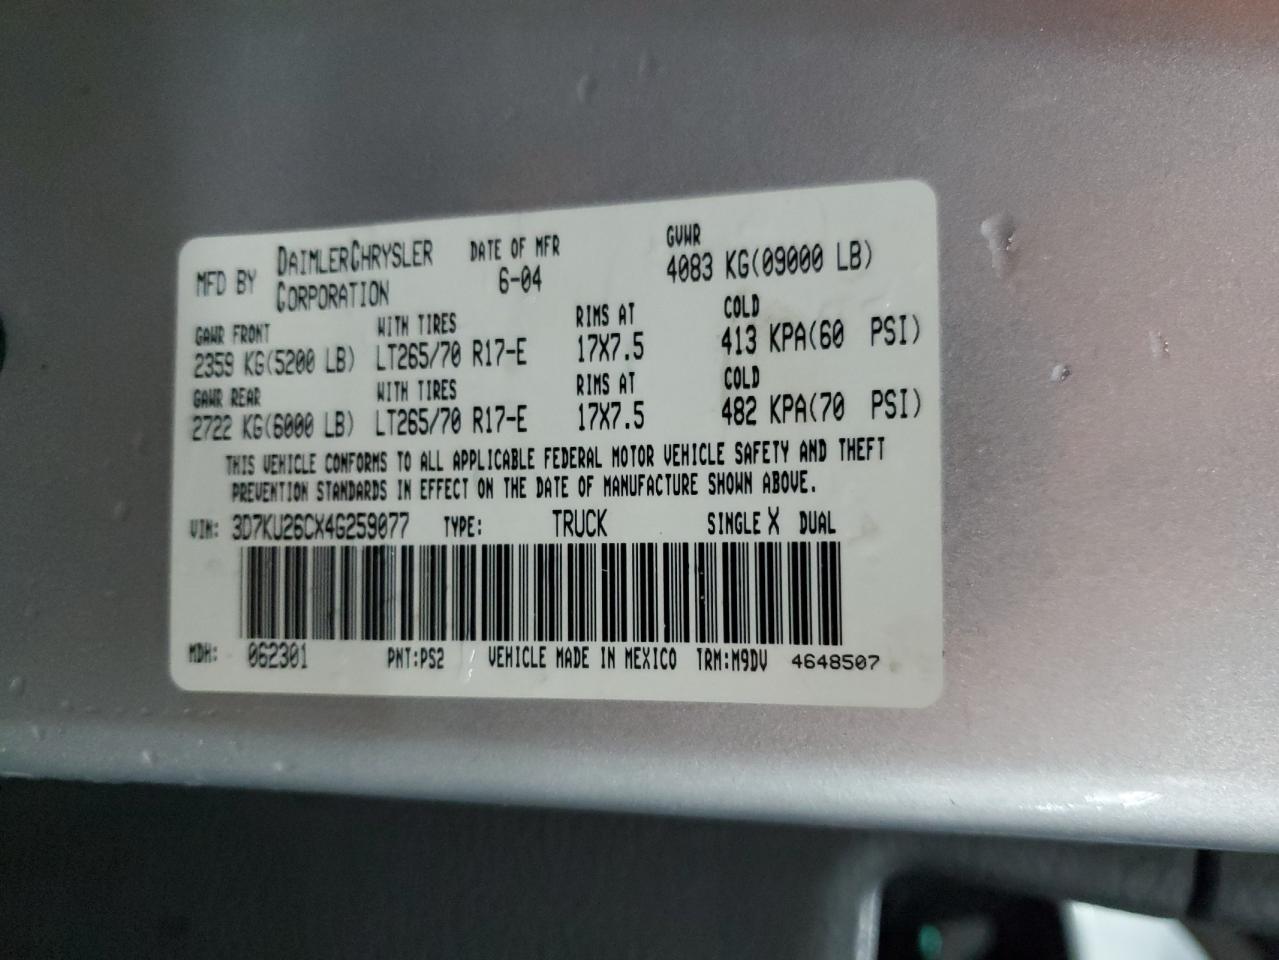 MFD BY DAIMLERCHRYSLER CORPORATION DATE OF MFR 6-04 GVWR 4083 KG(09000 LB)
GAWR FRONT WITH TIRES RIMS AT COLD
2359 KG(5200 LB) LT265/70 R17-E 17X7.5 413 KPA(60 PSI)
GAWR REAR WITH TIRES RIMS AT COLD
2722 KG(6000 LB) LT265/70 R17-E 17X7.5 482 KPA(70 PSI)
THIS VEHICLE CONFORMS TO ALL APPLICABLE FEDERAL MOTOR VEHICLE SAFETY AND THEFT
PREVENTION STANDARDS IN EFFECT ON THE DATE OF MANUFACTURE SHOWN ABOVE.
VIN: 3D7KU26CX4G259077 TYPE: TRUCK SINGLE X DUAL
MDH: 062301 PNT:PS2 VEHICLE MADE IN MEXICO TRM:M9DV 4648507